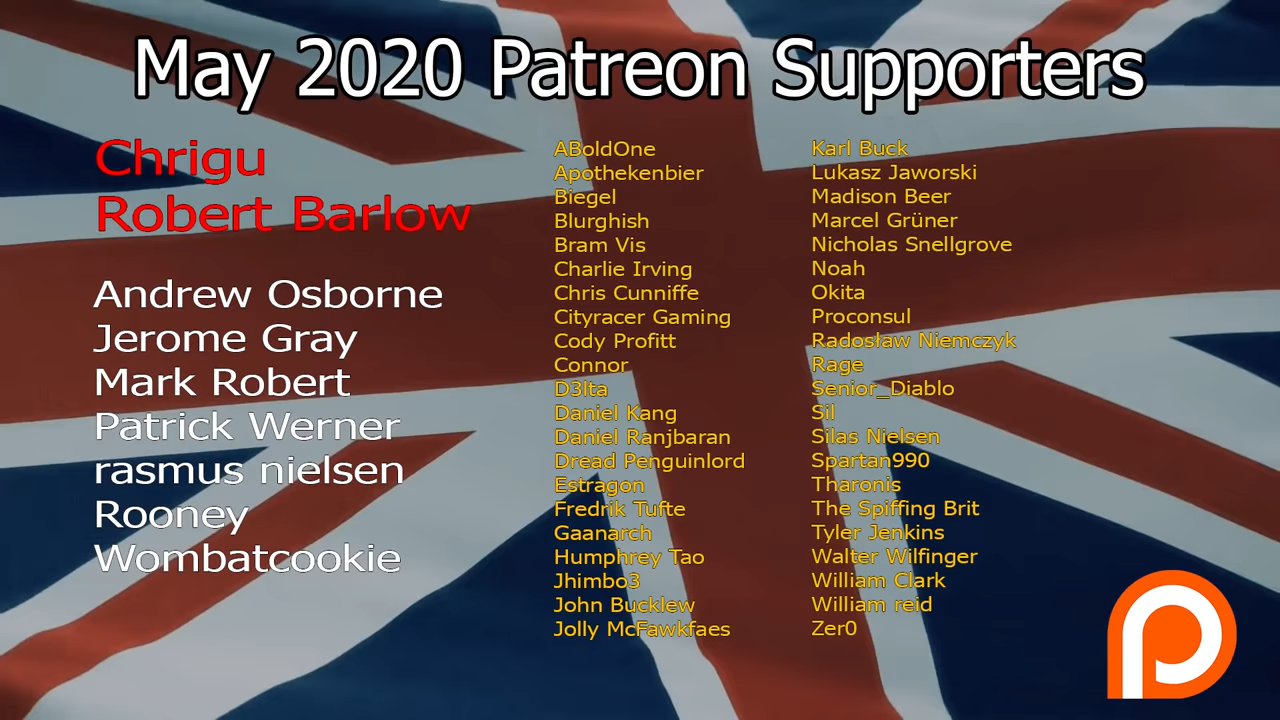 May 2020 Patreon Supporters
Chrigu
Robert Barlow
Andrew Osborne
Jerome Gray
Mark Robert
Patrick Werner
rasmus nielsen
Rooney
Wombatcookie
ABoldOne
Apothekenbier
Biegel
Blurghish
Bram Vis
Charlie Irving
Chris Cunniffe
Cityracer Gaming
Cody Profitt
Connor
D3lta
Daniel Kang
Daniel Ranjbaran
Dread Penguinlord
Estragon
Fredrik Tufte
Gaanarch
Humphrey Tao
Jhimbo3
John Bucklew
Jolly McFawkfaes
Karl Buck
Lukasz Jaworski
Madison Beer
Marcel Grüner
Nicholas Snellgrove
Noah
Okita
Proconsul
Radosław Niemczyk
Rage
Senior_Diablo
Sil
Silas Nielsen
Spartan990
Tharonis
The Spiffing Brit
Tyler Jenkins
Walter Wilfinger
William Clark
William reid
Zer0